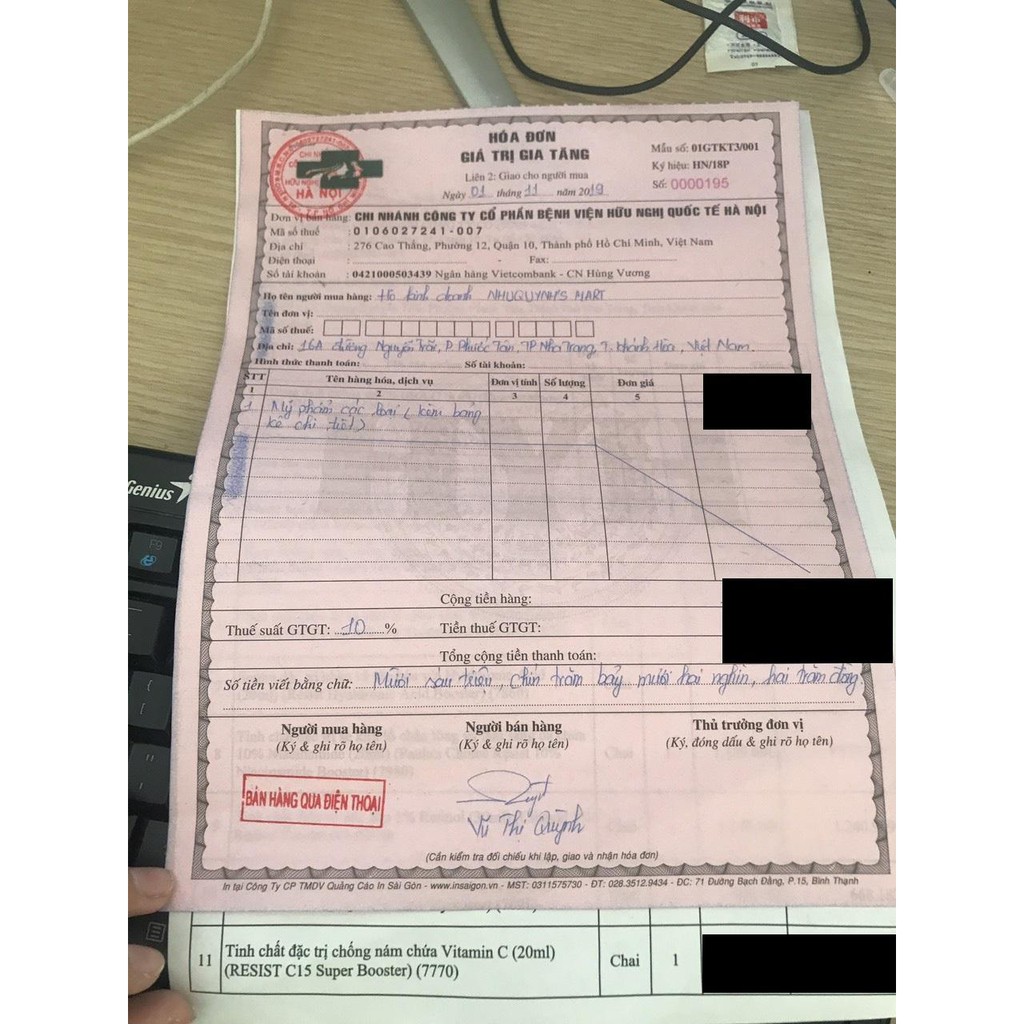 HÓA ĐƠN
GIÁ TRỊ GIA TĂNG
Liên 2: Giao cho người mua
Ngày 01 tháng 11 năm 2019
Mẫu số: 01GTKT3/001
Ký hiệu: HN/18P
Số: 0000195
CHI NH
HỮU NGHỊ
HÀ NỘI
Đơn vị bán hàng: CHI NHÁNH CÔNG TY CỔ PHẦN BỆNH VIỆN HỮU NGHỊ QUỐC TẾ HÀ NỘI
Mã số thuế : 0106027241-007
Địa chỉ : 276 Cao Thắng, Phường 12, Quận 10, Thành phố Hồ Chí Minh, Việt Nam
Điện thoại : - Fax:
Số tài khoản : 0421000503439 Ngân hàng Vietcombank - CN Hùng Vương
Họ tên người mua hàng: Hộ kinh doanh NHUQUYNH'S MART
Tên đơn vị:
Mã số thuế:
Địa chỉ: 16A đường Nguyễn Trãi, P. Phước Tân, TP Nha Trang, T. Khánh Hòa, Việt Nam.
Hình thức thanh toán: Số tài khoản:
STT Tên hàng hóa, dịch vụ Đơn vị tính Số lượng Đơn giá
1 2 3 4 5
1 Mỹ phẩm các loại ( kèm bảng
kê chi tiết)
Cộng tiền hàng:
Thuế suất GTGT: 10 % Tiền thuế GTGT:
Tổng cộng tiền thanh toán:
Số tiền viết bằng chữ: Mười sáu triệu, chín trăm bảy mươi hai nghìn, hai trăm đồng
Người mua hàng Người bán hàng Thủ trưởng đơn vị
(Ký & ghi rõ họ tên) (Ký & ghi rõ họ tên) (Ký, đóng dấu & ghi rõ họ tên)
BÁN HÀNG QUA ĐIỆN THOẠI
Vũ Thị Quỳnh
(Cần kiểm tra đối chiếu khi lập, giao và nhận hóa đơn)
In tại Công Ty CP TMDV Quảng Cáo In Sài Gòn - www.insaigon.vn - MST: 0311575730 - ĐT: 028.3512.9434 - ĐC: 71 Đường Bạch Đằng, P.15, Bình Thạnh
11 Tinh chất đặc trị chống nám chứa Vitamin C (20ml) Chai 1
(RESIST C15 Super Booster) (7770)
Genius
F9